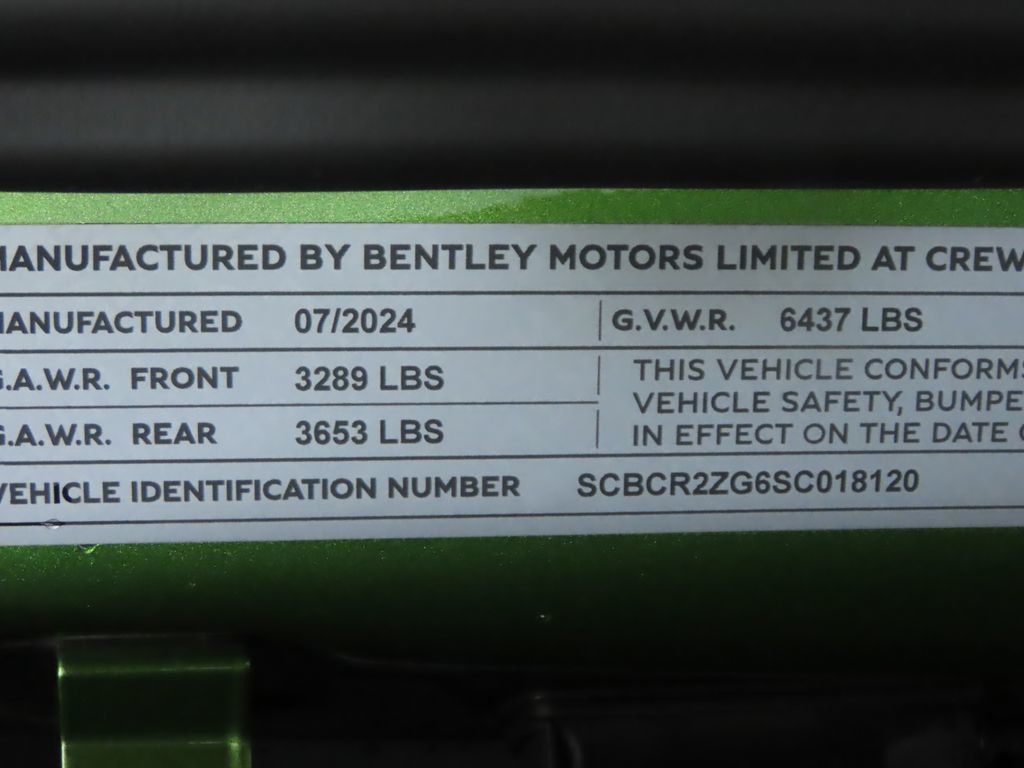 MANUFACTURED BY BENTLEY MOTORS LIMITED AT CREW
MANUFACTURED 07/2024 G.V.W.R. 6437 LBS
G.A.W.R. FRONT 3289 LBS
THIS VEHICLE CONFORMS
G.A.W.R. REAR 3653 LBS
VEHICLE SAFETY, BUMPE
IN EFFECT ON THE DATE
VEHICLE IDENTIFICATION NUMBER SCBCR2ZG6SC018120